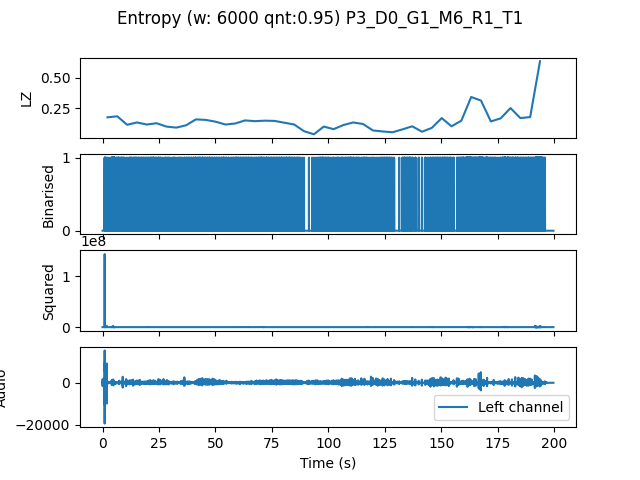 Entropy (w: 6000 qnt:0.95) P3_D0_G1_M6_R1_T1
LZ
0.50
0.25
Binarised
1
0
1e8
Squared
1
0
Audio
0
−20000
Left channel
0 25 50 75 100 125 150 175 200
Time (s)